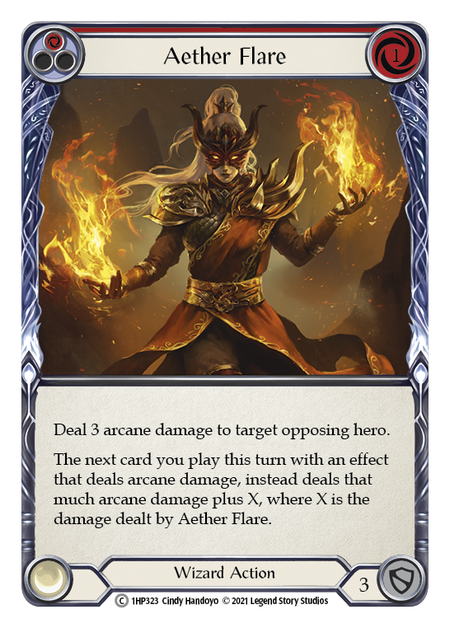 Aether Flare
1
Deal 3 arcane damage to target opposing hero.
The next card you play this turn with an effect
that deals arcane damage, instead deals that
much arcane damage plus X, where X is the
damage dealt by Aether Flare.
Wizard Action
3
C 1HP323 Cindy Handoyo © 2021 Legend Story Studios